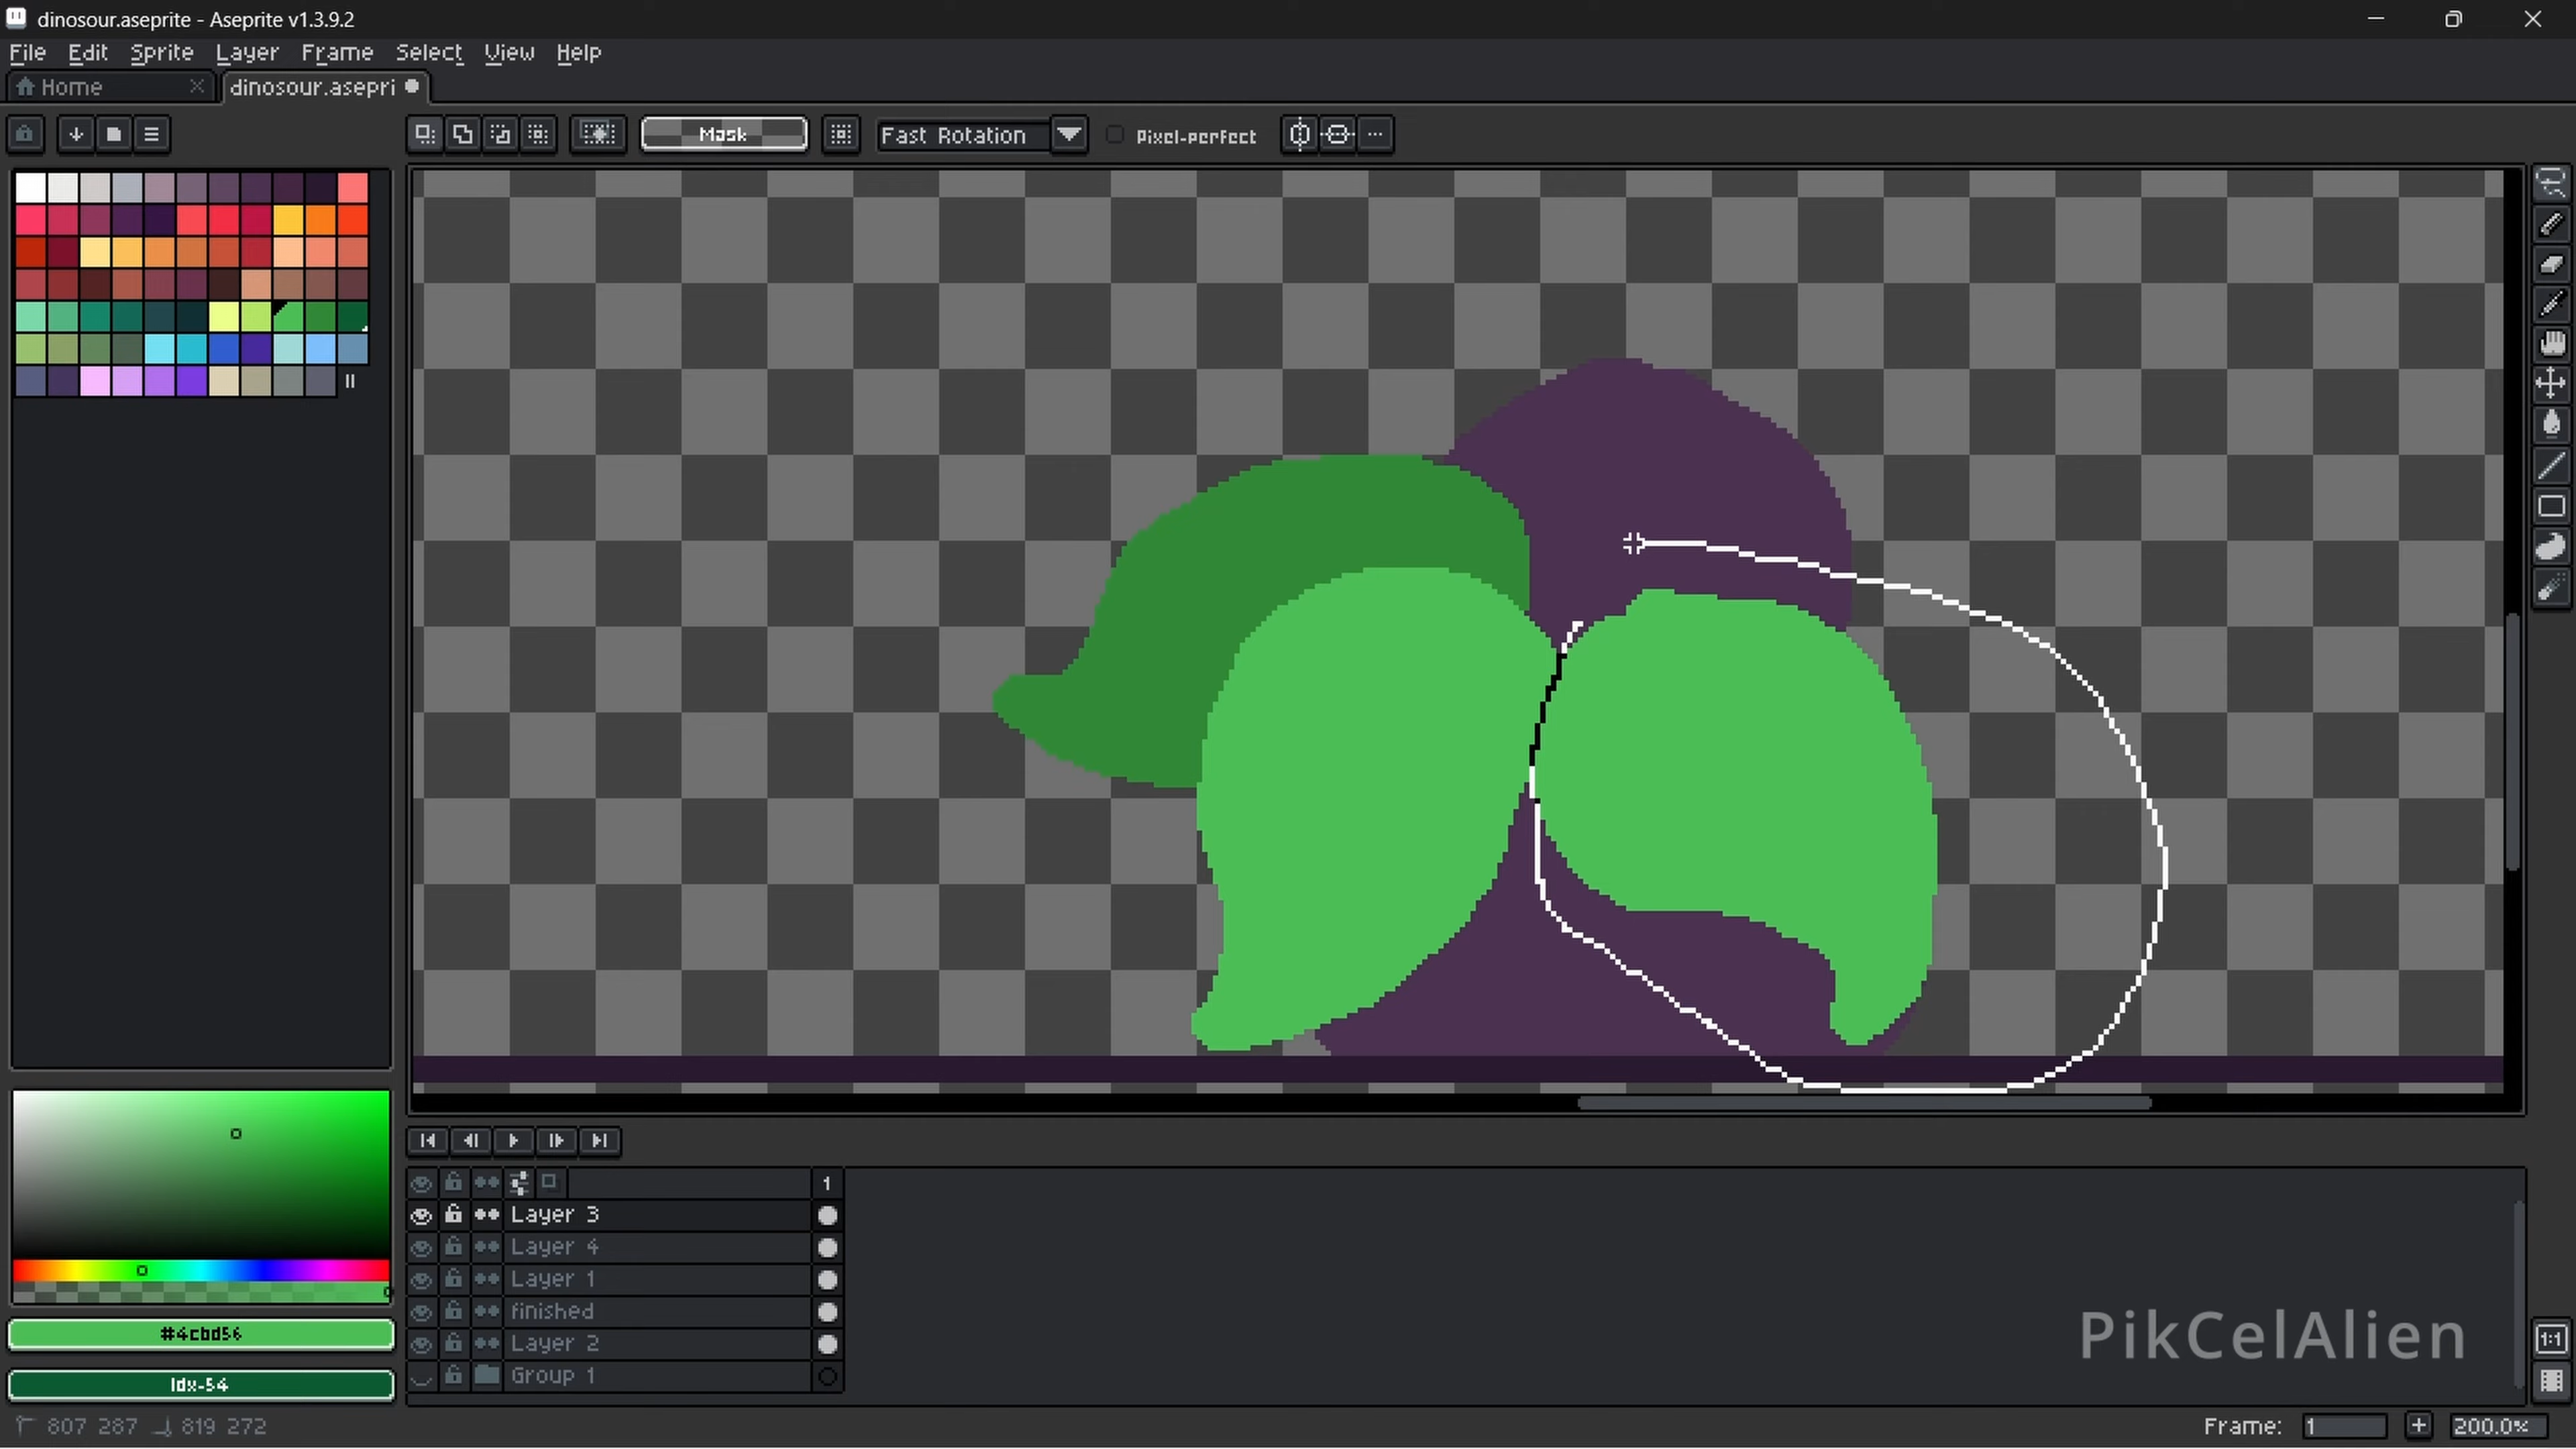 dinosour.aseprite - Aseprite v1.3.9.2
File Edit Sprite Layer Frame Select View Help
Home dinosour.asepri
Mask Fast Rotation Pixel-perfect
1
Layer 3
Layer 4
Layer 1
finished
Layer 2
Group 1
#4cbd56
Idx-54
PikCelAlien
1:1
807 287 819 272
Frame: 1 200.0%